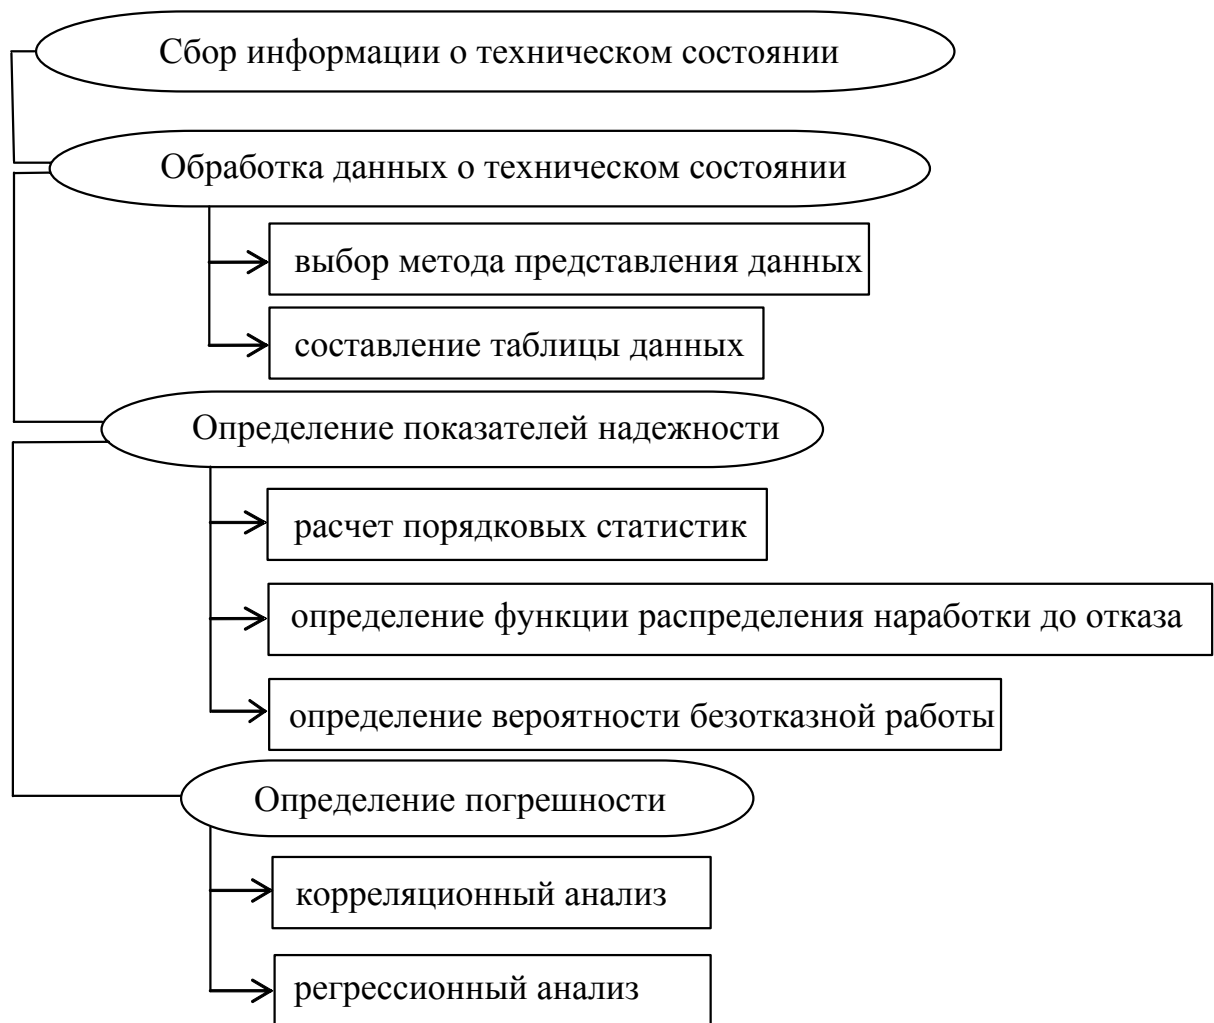 Сбор информации о техническом состоянии
Обработка данных о техническом состоянии
выбор метода представления данных
составление таблицы данных
Определение показателей надежности
расчет порядковых статистик
определение функции распределения наработки до отказа
определение вероятности безотказной работы
Определение погрешности
корреляционный анализ
регрессионный анализ